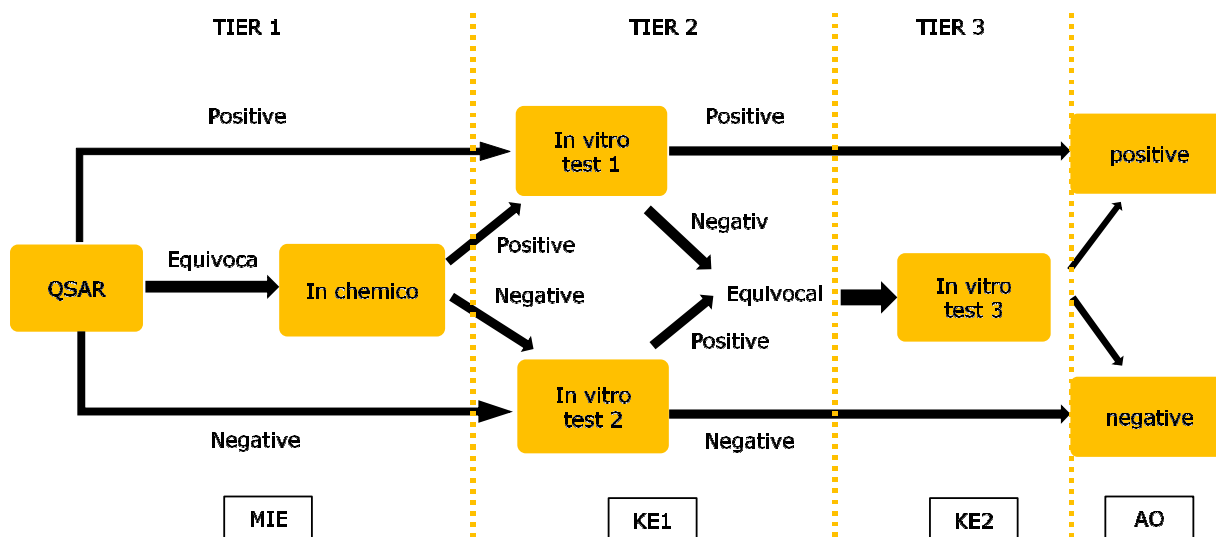 TIER 1
TIER 2
TIER 3
Positive
In vitro
test 1
Positive
positive
Negativ
Equivoca
Positive
QSAR
In chemico
Negative
Equivocal
In vitro
test 3
Positive
In vitro
test 2
negative
Negative
Negative
MIE
KE1
KE2
AO